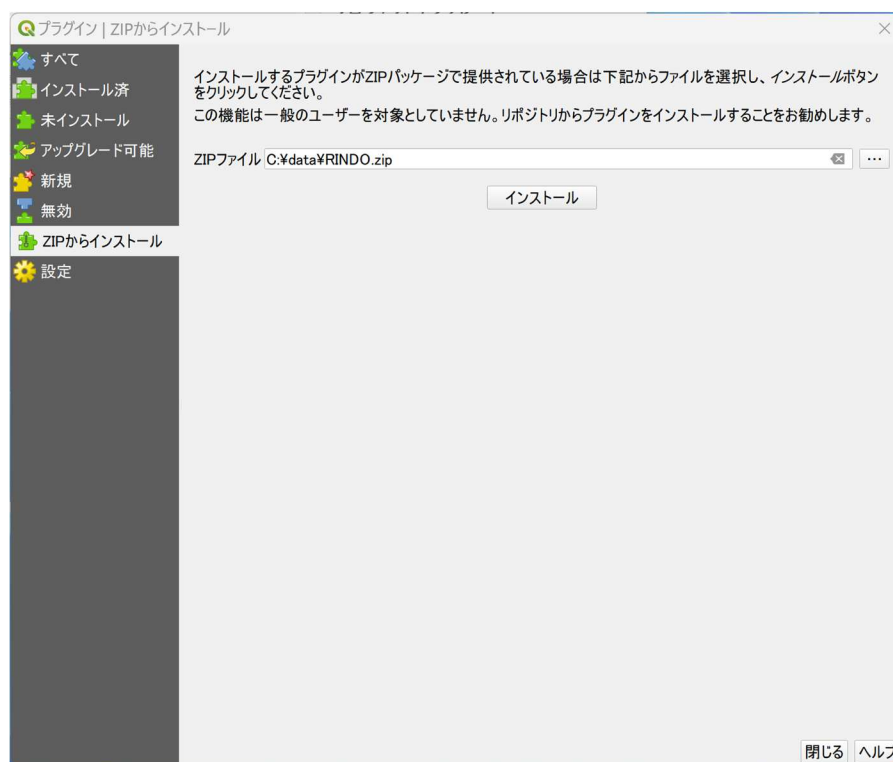 プラグイン | ZIPからインストール
すべて
インストール済
未インストール
アップグレード可能
新規
無効
ZIPからインストール
設定
インストールするプラグインがZIPパッケージで提供されている場合は下記からファイルを選択し、インストールボタン
をクリックしてください。
この機能は一般のユーザーを対象としていません。リポジトリからプラグインをインストールすることをお勧めします。
ZIPファイル C:¥data¥RINDO.zip
...
インストール
閉じる ヘルプ